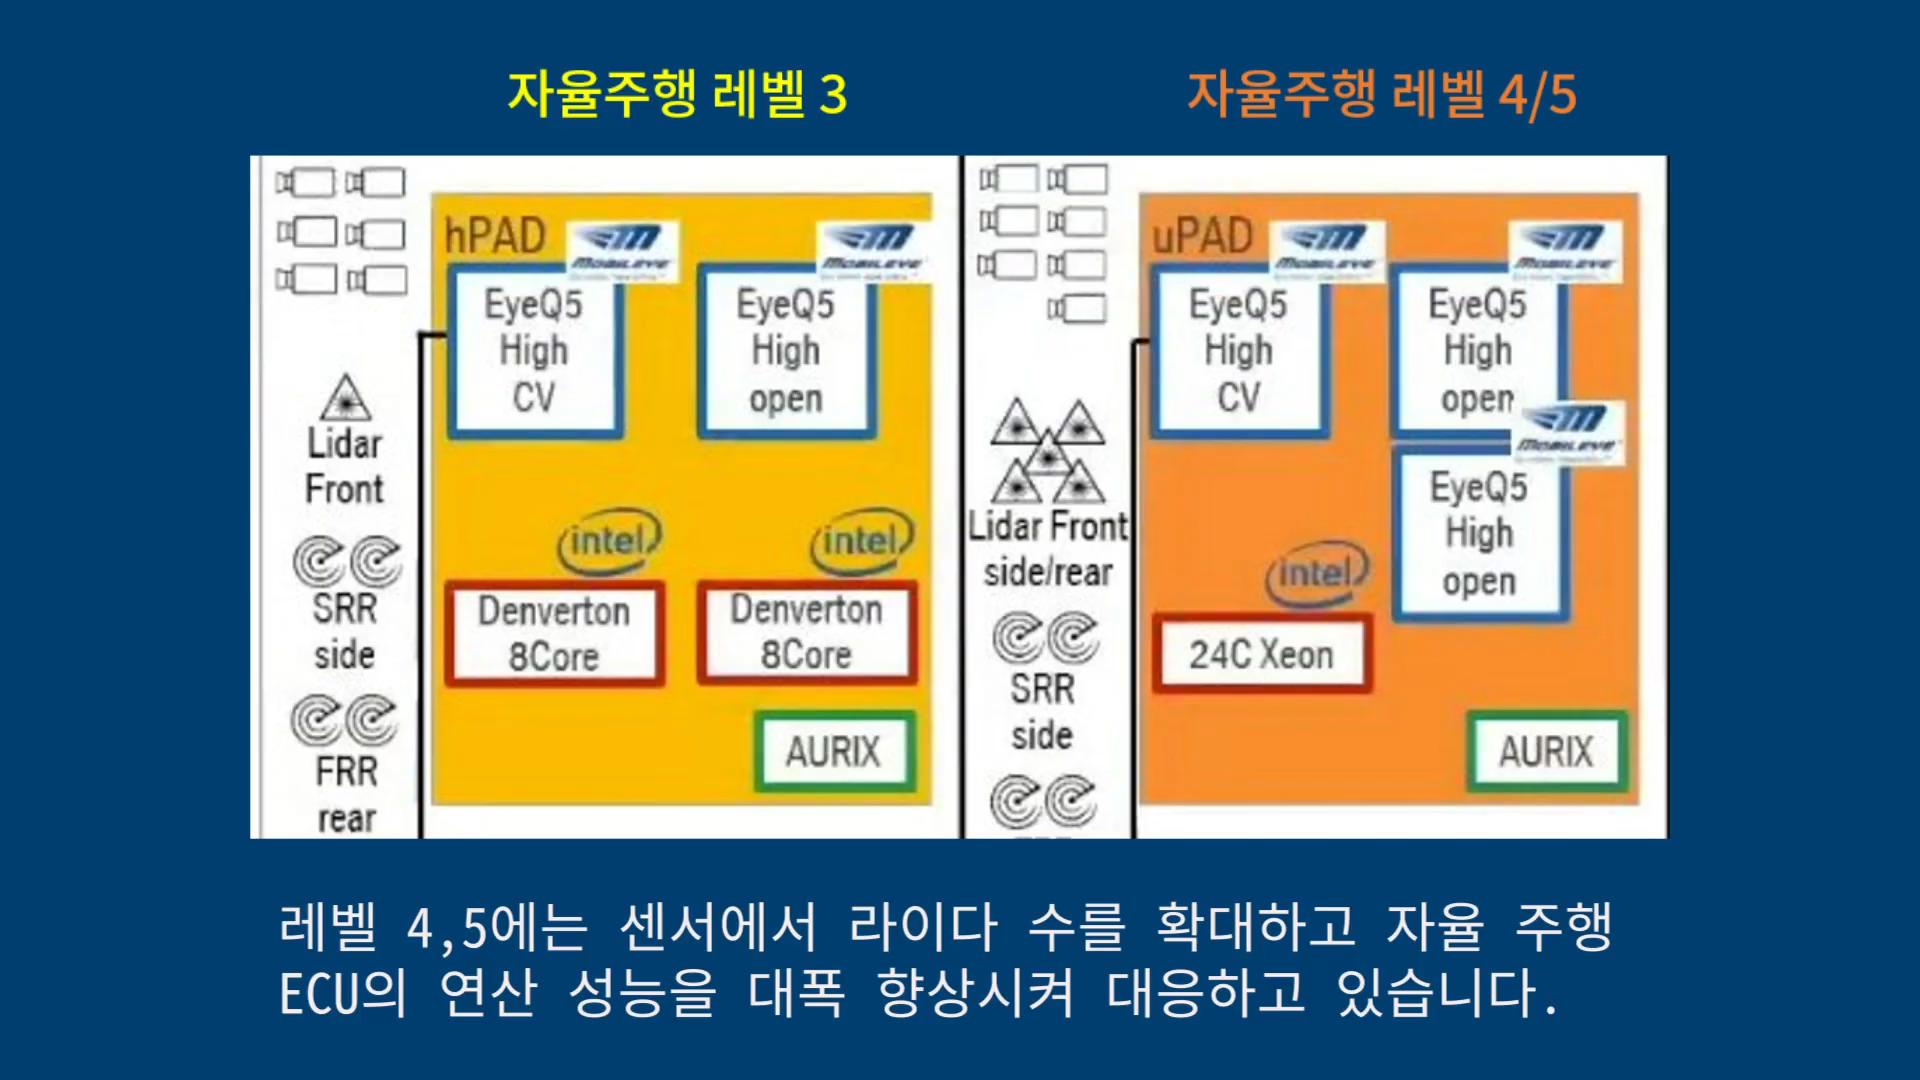 자율주행 레벨 3
자율주행 레벨 4/5
hPAD
MOBILEYE
MOBILEYE
EyeQ5
High
CV
EyeQ5
High
open
Lidar
Front
SRR
side
FRR
rear
intel
intel
Denverton
8Core
Denverton
8Core
AURIX
uPAD
MOBILEYE
MOBILEYE
EyeQ5
High
CV
EyeQ5
High
open
MOBILEYE
EyeQ5
High
open
Lidar Front
side/rear
SRR
side
intel
24C Xeon
AURIX
레벨 4,5에는 센서에서 라이다 수를 확대하고 자율 주행
ECU의 연산 성능을 대폭 향상시켜 대응하고 있습니다.